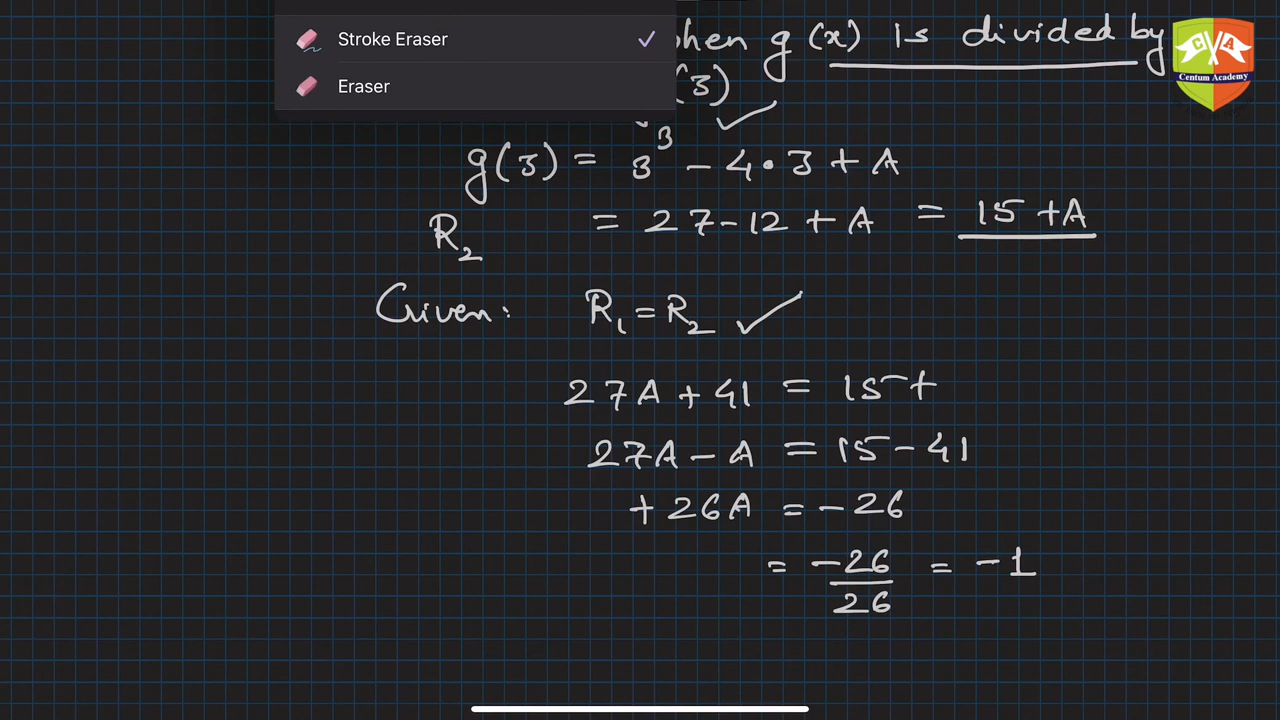 Stroke Eraser
Eraser
hen g(x) is divided by
(3)
Centum Academy
g(3) = 3³ - 4·3 + A
R₂ = 27-12 + A = 15 + A
Given: R₁ = R₂ ✓
27A + 41 = 15+
27A - A = 15 - 41
+ 26A = -26
= -26/26 = -1